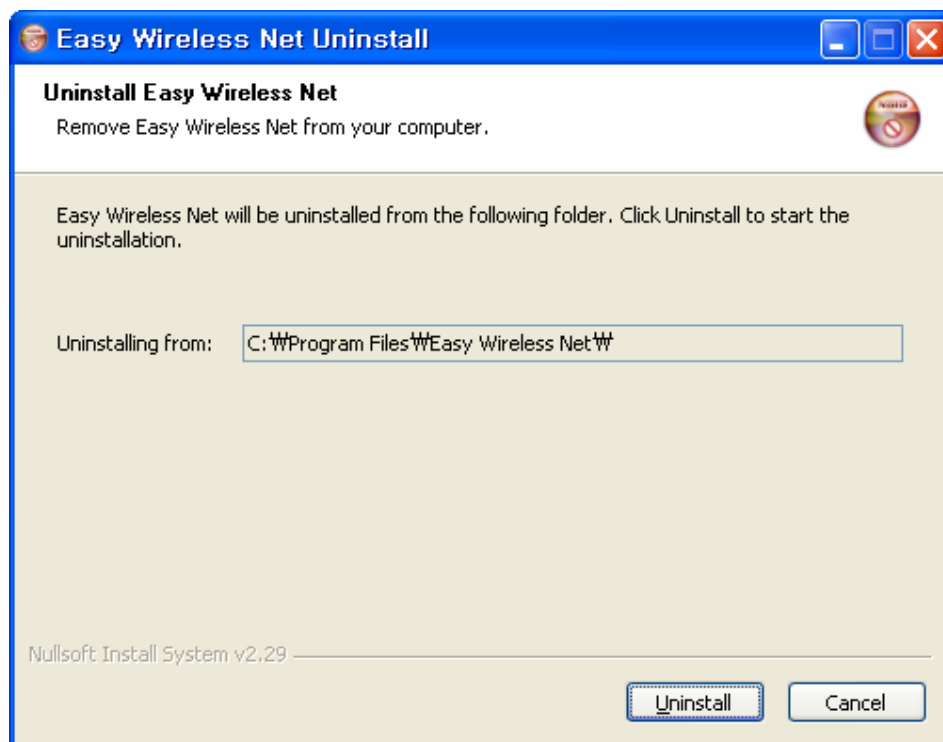 Easy Wireless Net Uninstall
Uninstall Easy Wireless Net
Remove Easy Wireless Net from your computer.
Easy Wireless Net will be uninstalled from the following folder. Click Uninstall to start the
uninstallation.
Uninstalling from: C:₩Program Files₩Easy Wireless Net₩
Nullsoft Install System v2.29
Uninstall Cancel